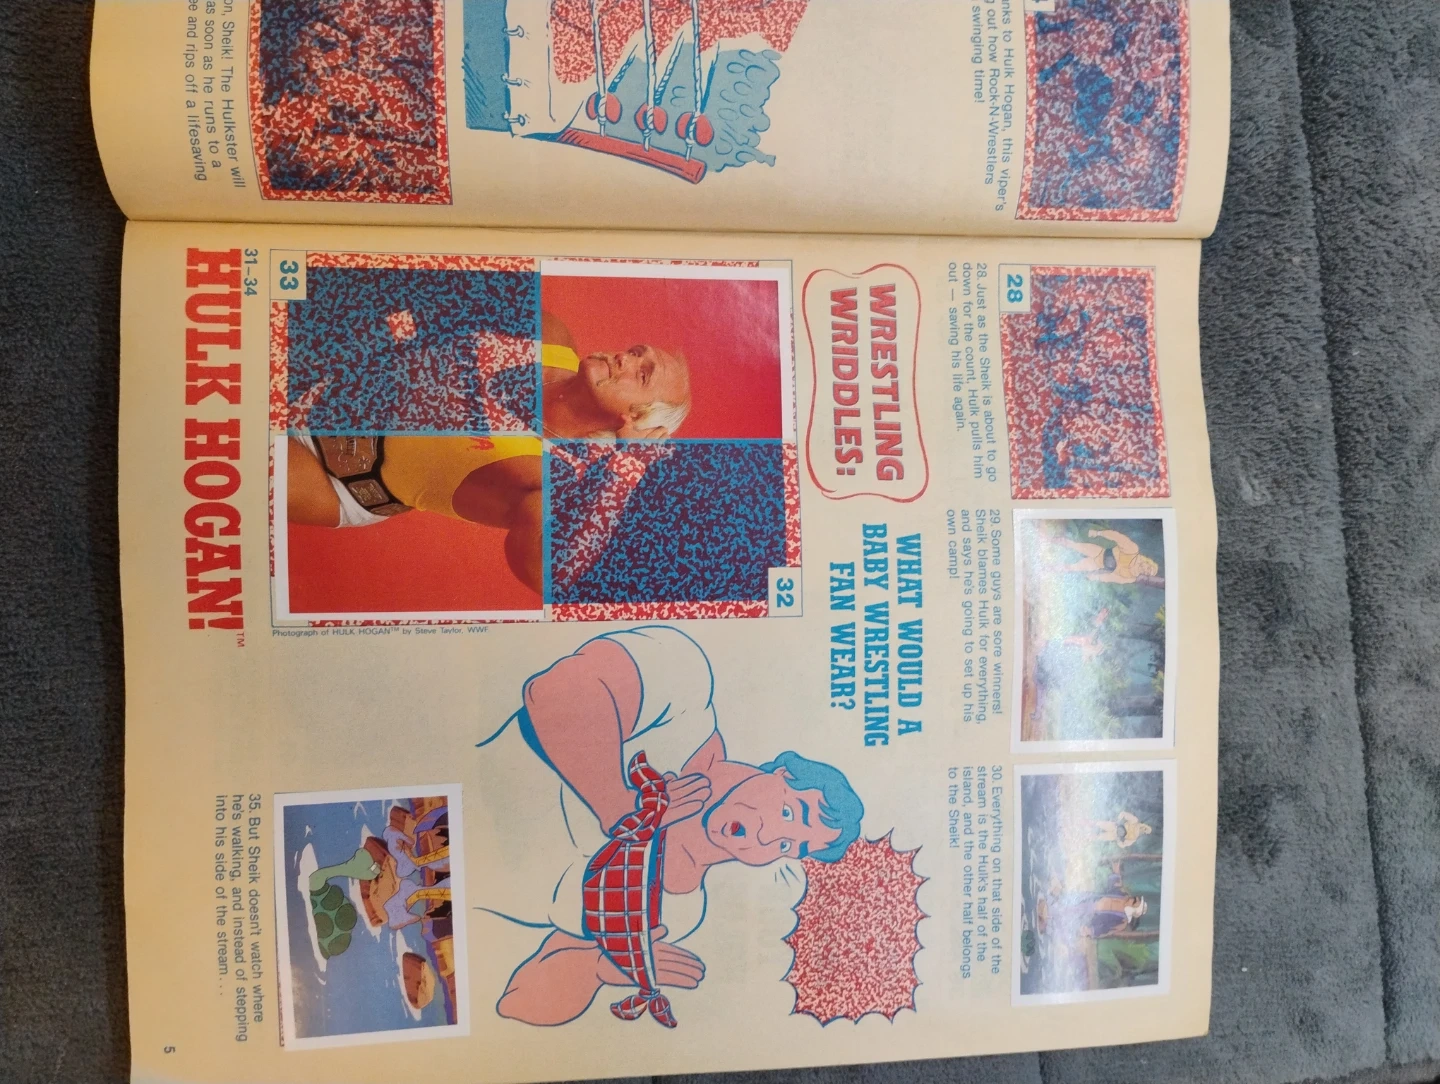 anks to Hulk Hogan, this viper's
out how Rock-N-Wrestlers
swinging time!
on, Sheik! The Hulkster will
as soon as he runs to a
ee and rips off a lifesaving
28
28. Just as the Sheik is about to go
down for the count, Hulk pulls him
out — saving his life again.
29. Some guys are sore winners!
Sheik blames Hulk for everything,
and says he's going to set up his
own camp!
30. Everything on that side of the
stream is the Hulk's half of the
island, and the other half belongs
to the Sheik!
WRESTLING
WRIDDLES:
WHAT WOULD A
BABY WRESTLING
FAN WEAR?
32
33
Photograph of HULK HOGAN™ by Steve Taylor, WWF.
31-34
HULK HOGAN!™
35. But Sheik doesn't watch where
he's walking, and instead of stepping
into his side of the stream...
5